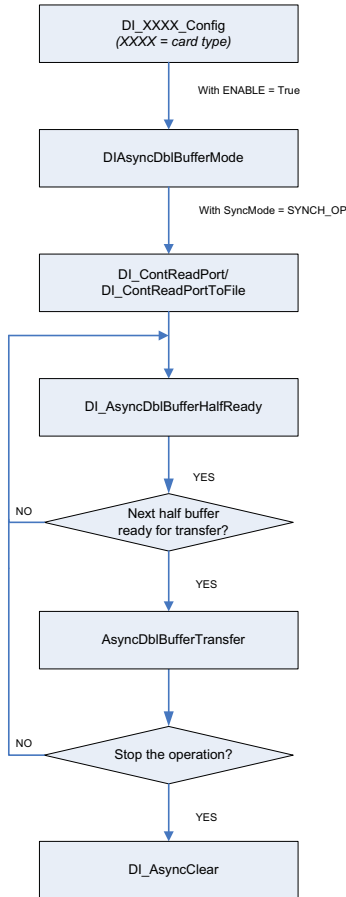 DI_XXXX_Config
(XXXX = card type)
With ENABLE = True
DIAsyncDblBufferMode
With SyncMode = SYNCH_OP
DI_ContReadPort/
DI_ContReadPortToFile
DI_AsyncDblBufferHalfReady
YES
NO
Next half buffer
ready for transfer?
YES
AsyncDblBufferTransfer
NO
Stop the operation?
YES
DI_AsyncClear